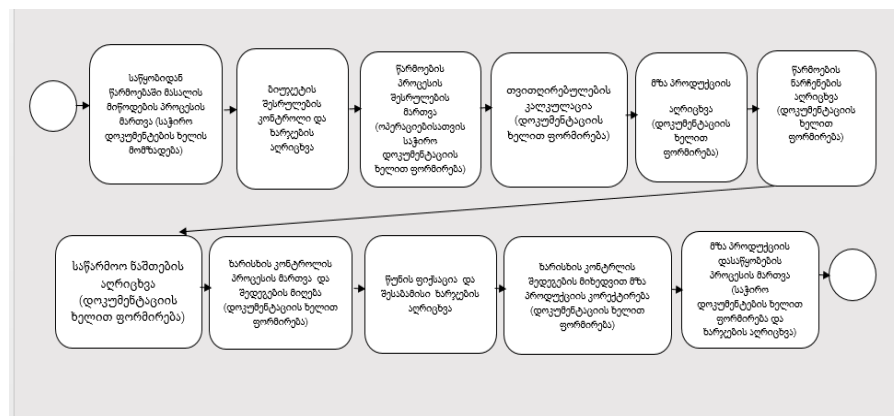 საწყობიდან
წარმოებაში მასალის
მიწოდების პროცესის
მართვა (საჭირო
დოკუმენტების ხელის
მომზადება)
ბიუჯეტის
შესრულების
კონტროლი და
ხარჯების
აღრიცხვა
წარმოების
პროცესის
შესრულების
მართვა
(ოპერაციებისათვის
საჭირო
დოკუმენტაციის
ხელით ფორმირება)
თვითღირებულების
კალკულაცია
(დოკუმენტაციის
ხელით ფორმირება)
მზა პროდუქციის
აღრიცხვა
(დოკუმენტაციის
ხელით
ფორმირება)
წარმოების
ნარჩენების
აღრიცხვა
(დოკუმენტაციის
ხელით
ფორმირება)
საწარმოო ნაშთების
აღრიცხვა
(დოკუმენტაციის
ხელით ფორმირება)
ხარისხის კონტროლის
პროცესის მართვა და
შედეგების მიღება
(დოკუმენტაციის ხელით
ფორმირება)
წუნის ფიქსაცია და
შესაბამისი ხარჯების
აღრიცხვა
ხარისხის კონტრლის
შედეგების მიხედვით მზა
პროდუქციის კორექტირება
(დოკუმენტაციის ხელით
ფორმირება)
მზა პროდუქციის
დასაწყობების
პროცესის მართვა
(საჭირო
დოკუმენტების ხელით
ფორმირება და
ხარჯების აღრიცხვა)